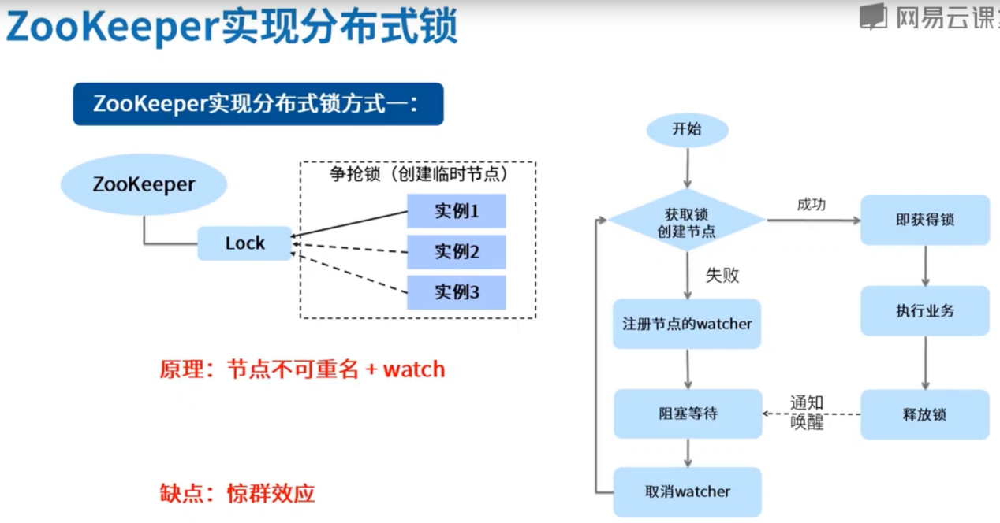 ZooKeeper实现分布式锁
网易云课
ZooKeeper实现分布式锁方式一：
ZooKeeper
Lock
争抢锁（创建临时节点）
实例1
实例2
实例3
原理：节点不可重名 + watch
缺点：惊群效应
开始
获取锁
创建节点
成功
即获得锁
失败
注册节点的watcher
执行业务
阻塞等待
通知
唤醒
释放锁
取消watcher